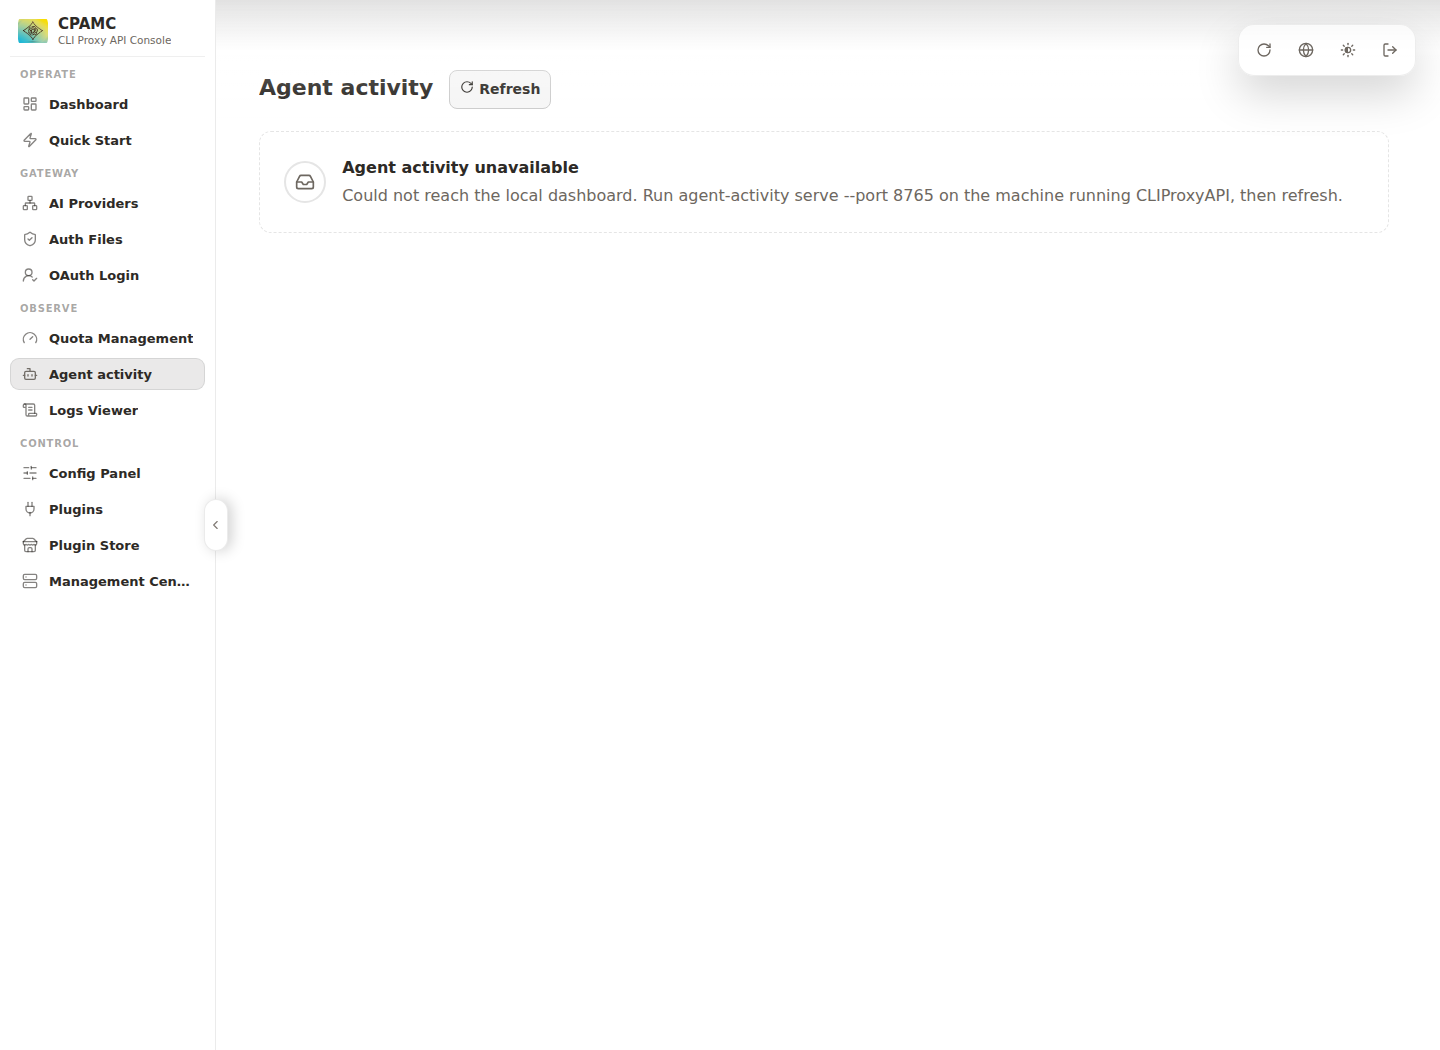 CPAMC
CLI Proxy API Console
OPERATE
Dashboard
Quick Start
GATEWAY
AI Providers
Auth Files
OAuth Login
OBSERVE
Quota Management
Agent activity
Logs Viewer
CONTROL
Config Panel
Plugins
Plugin Store
Management Cen...
Agent activity
Refresh
Agent activity unavailable
Could not reach the local dashboard. Run agent-activity serve --port 8765 on the machine running CLIProxyAPI, then refresh.